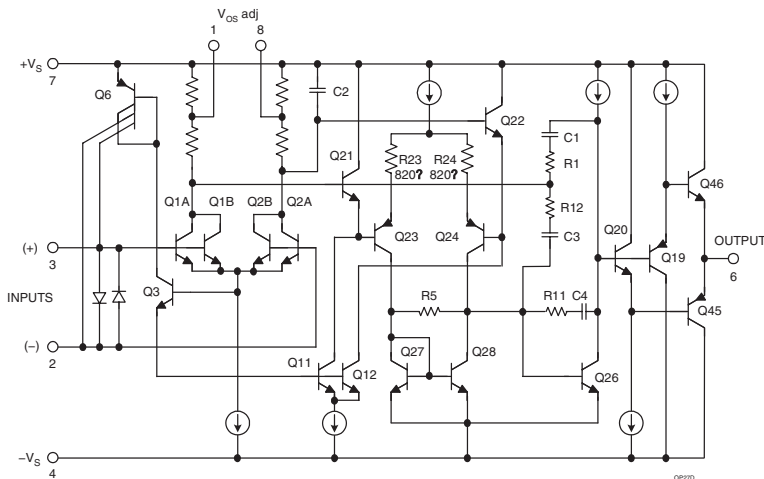 V_OS adj
1 8
+V_S
7
Q6
C2
Q22
Q21
R23
820?
R24
820?
C1
R1
R12
C3
Q46
Q1A Q1B Q2B Q2A
(+)
3
Q23
Q24
Q20
Q19
OUTPUT
6
INPUTS
Q3
R5
R11 C4
Q45
(−)
2
Q11
Q12
Q27
Q28
Q26
−V_S
4
OP27D